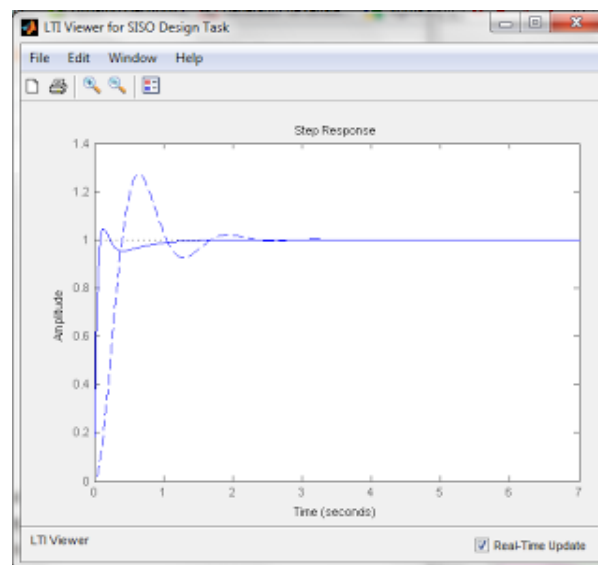 LTI Viewer for SISO Design Task
File Edit Window Help
Step Response
1.4
1.2
1
0.8
0.6
0.4
0.2
0
Amplitude
0 1 2 3 4 5 6 7
Time (seconds)
LTI Viewer
Real-Time Update